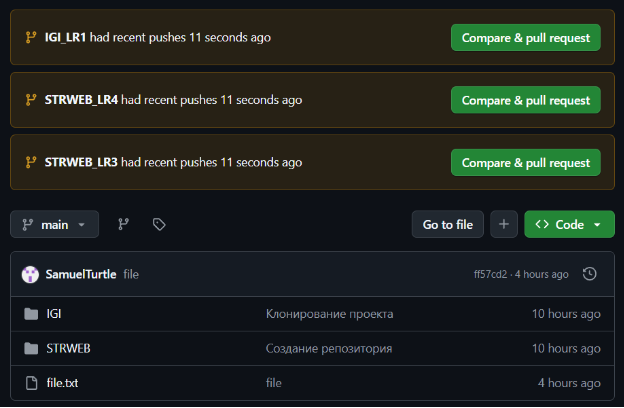 IGI_LR1 had recent pushes 11 seconds ago Compare & pull request
STRWEB_LR4 had recent pushes 11 seconds ago Compare & pull request
STRWEB_LR3 had recent pushes 11 seconds ago Compare & pull request
main Go to file Code
SamuelTurtle file ff57cd2 · 4 hours ago
IGI Клонирование проекта 10 hours ago
STRWEB Создание репозитория 10 hours ago
file.txt file 4 hours ago